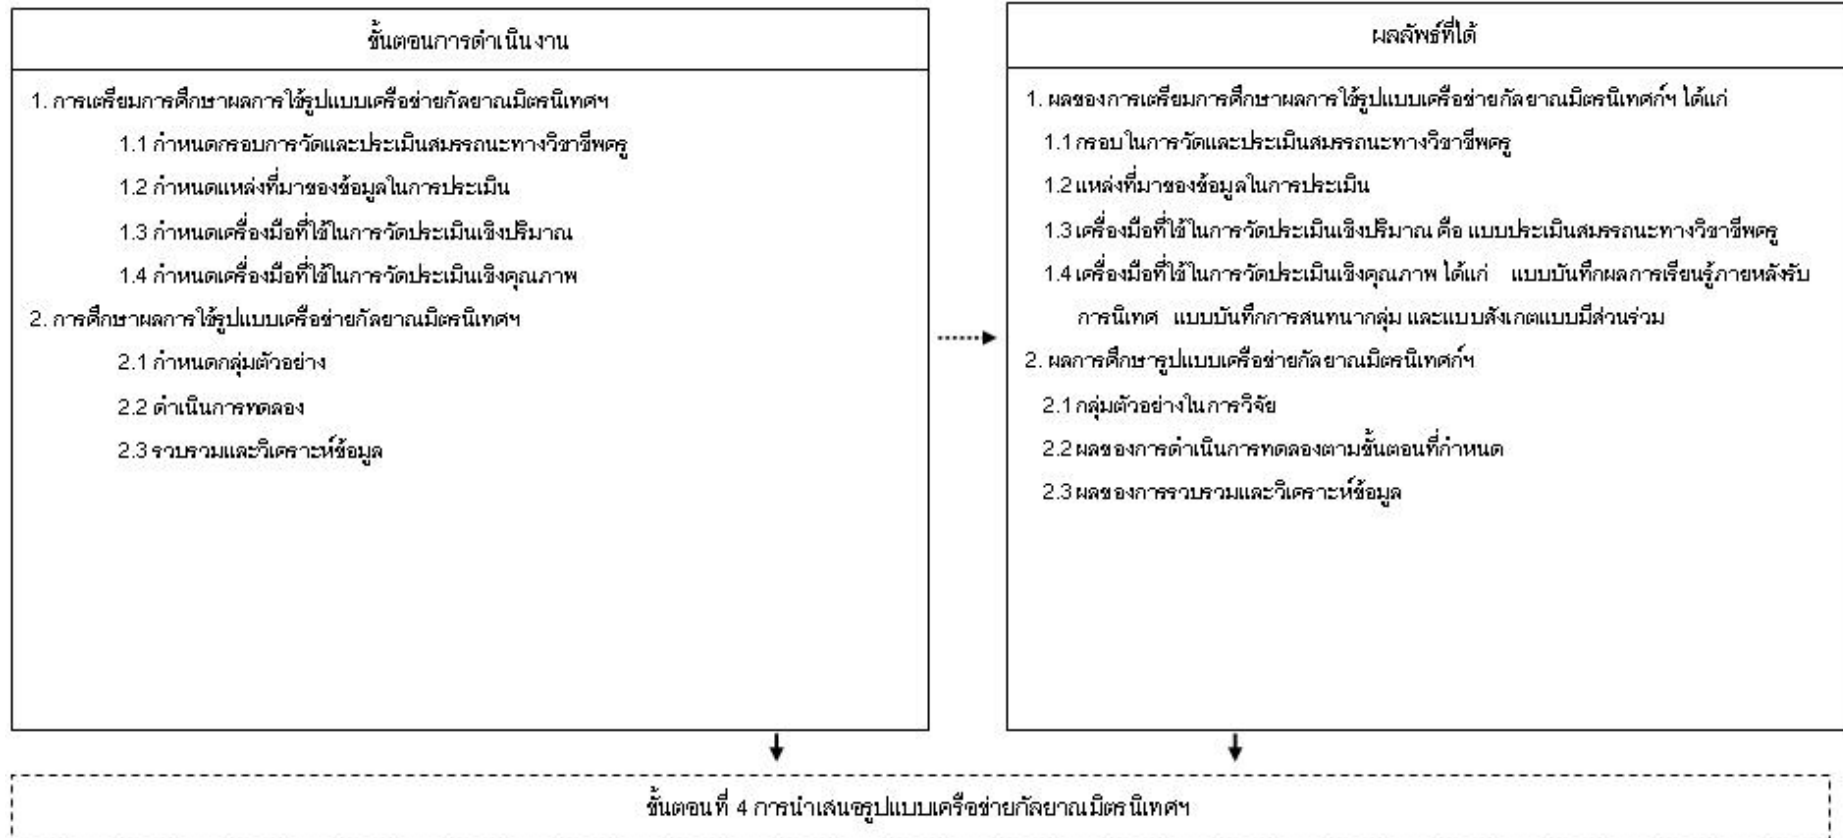 ขั้นตอนการดำเนินงาน
1. การเตรียมการศึกษาผลการใช้รูปแบบเครือข่ายกัลยาณมิตรนิเทศฯ
1.1 กำหนดกรอบการวัดและประเมินสมรรถนะทางวิชาชีพครู
1.2 กำหนดแหล่งที่มาของข้อมูลในการประเมิน
1.3 กำหนดเครื่องมือที่ใช้ในการวัดประเมินเชิงปริมาณ
1.4 กำหนดเครื่องมือที่ใช้ในการวัดประเมินเชิงคุณภาพ
2. การศึกษาผลการใช้รูปแบบเครือข่ายกัลยาณมิตรนิเทศฯ
2.1 กำหนดกลุ่มตัวอย่าง
2.2 ดำเนินการทดลอง
2.3 รวบรวมและวิเคราะห์ข้อมูล
ผลลัพธ์ที่ได้
1. ผลของการเตรียมการศึกษาผลการใช้รูปแบบเครือข่ายกัลยาณมิตรนิเทศก์ฯ ได้แก่
1.1 กรอบในการวัดและประเมินสมรรถนะทางวิชาชีพครู
1.2 แหล่งที่มาของข้อมูลในการประเมิน
1.3 เครื่องมือที่ใช้ในการวัดประเมินเชิงปริมาณ คือ แบบประเมินสมรรถนะทางวิชาชีพครู
1.4 เครื่องมือที่ใช้ในการวัดประเมินเชิงคุณภาพ ได้แก่ แบบบันทึกผลการเรียนรู้ภายหลังรับ
การนิเทศ แบบบันทึกการสนทนากลุ่ม และแบบสังเกตแบบมีส่วนร่วม
2. ผลการศึกษารูปแบบเครือข่ายกัลยาณมิตรนิเทศก์ฯ
2.1 กลุ่มตัวอย่างในการวิจัย
2.2 ผลของการดำเนินการทดลองตามขั้นตอนที่กำหนด
2.3 ผลของการรวบรวมและวิเคราะห์ข้อมูล
ขั้นตอนที่ 4 การนำเสนอรูปแบบเครือข่ายกัลยาณมิตรนิเทศฯ